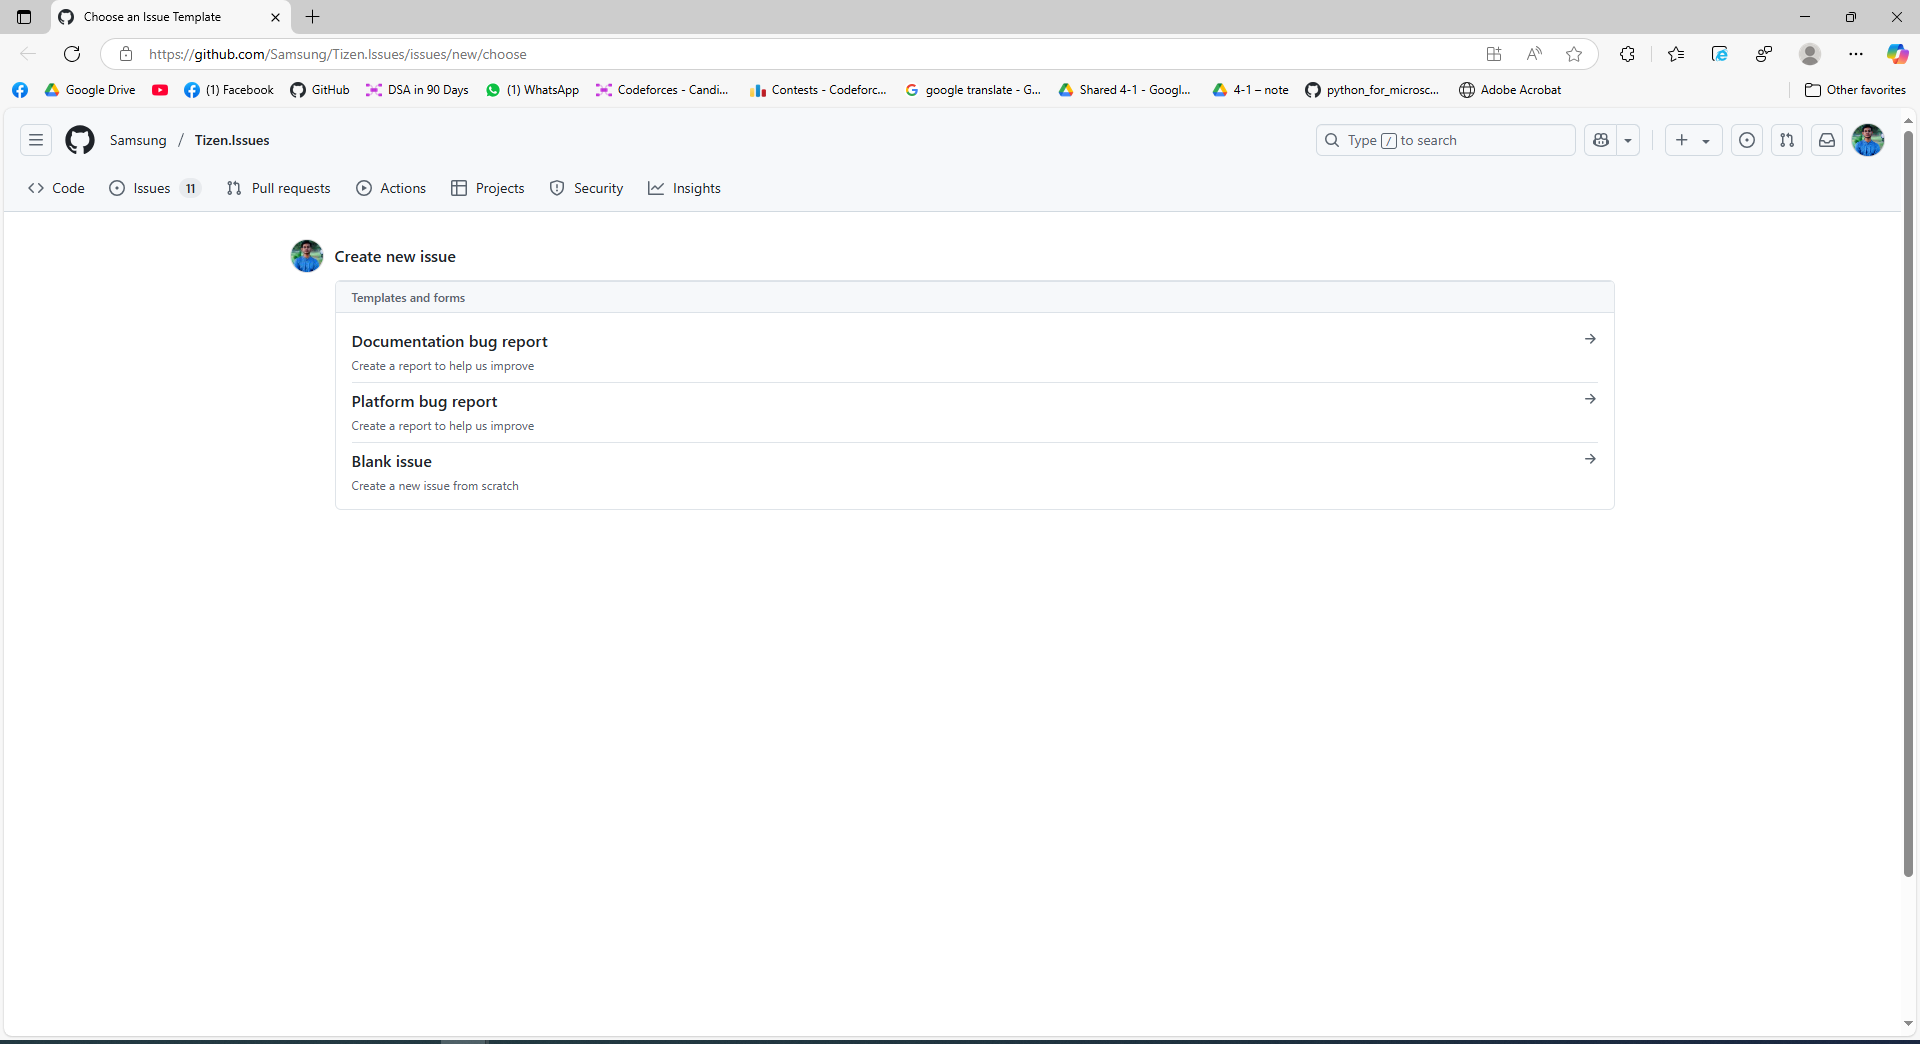 Choose an Issue Template
https://github.com/Samsung/Tizen.Issues/issues/new/choose
Google Drive
(1) Facebook
GitHub
DSA in 90 Days
(1) WhatsApp
Codeforces - Candi...
Contests - Codeforc...
google translate - G...
Shared 4-1 - Googl...
4-1 – note
python_for_microsc...
Adobe Acrobat
Other favorites
Samsung / Tizen.Issues
Type / to search
Code
Issues 11
Pull requests
Actions
Projects
Security
Insights
Create new issue
Templates and forms
Documentation bug report
Create a report to help us improve
Platform bug report
Create a report to help us improve
Blank issue
Create a new issue from scratch